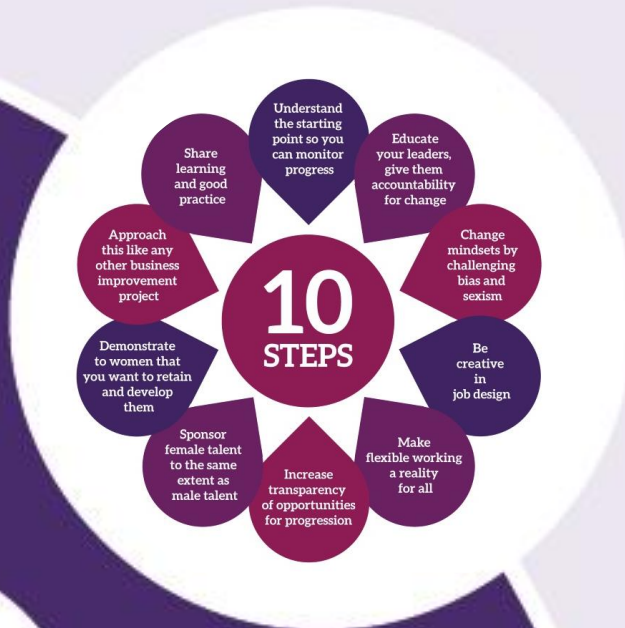 Understand
the starting
point so you
can monitor
progress
Educate
your leaders,
give them
accountability
for change
Change
mindsets by
challenging
bias and
sexism
Be
creative
in
job design
Make
flexible working
a reality
for all
Increase
transparency
of opportunities
for progression
Sponsor
female talent
to the same
extent as
male talent
Demonstrate
to women that
you want to retain
and develop
them
Approach
this like any
other business
improvement
project
Share
learning
and good
practice
10
STEPS